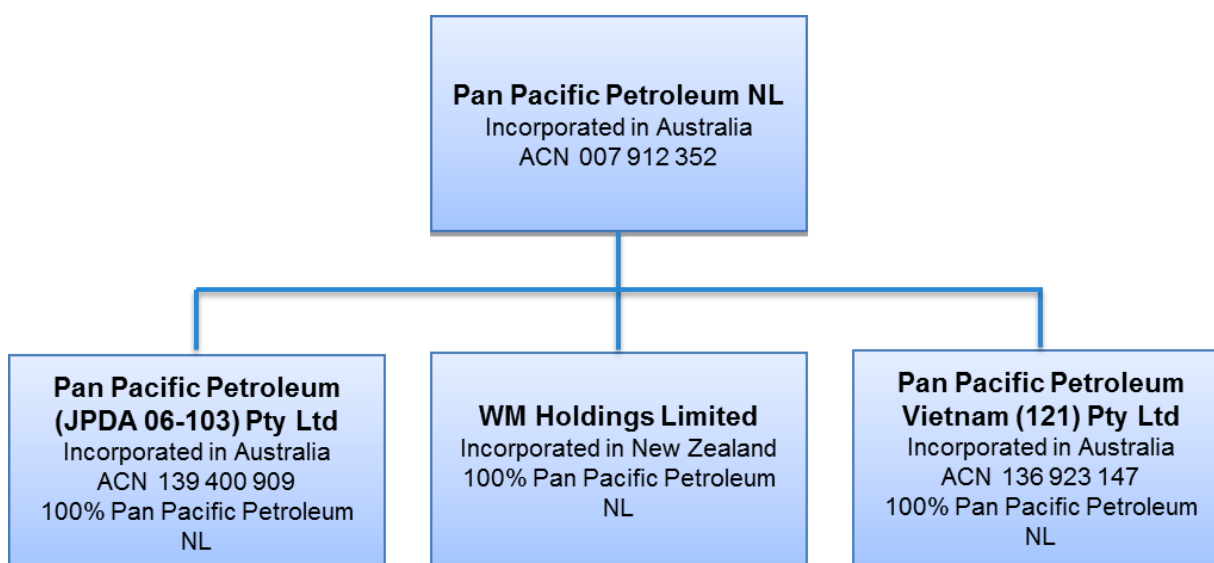 Pan Pacific Petroleum NL
Incorporated in Australia
ACN 007 912 352
Pan Pacific Petroleum
(JPDA 06-103) Pty Ltd
Incorporated in Australia
ACN 139 400 909
100% Pan Pacific Petroleum
NL
WM Holdings Limited
Incorporated in New Zealand
100% Pan Pacific Petroleum
NL
Pan Pacific Petroleum
Vietnam (121) Pty Ltd
Incorporated in Australia
ACN 136 923 147
100% Pan Pacific Petroleum
NL